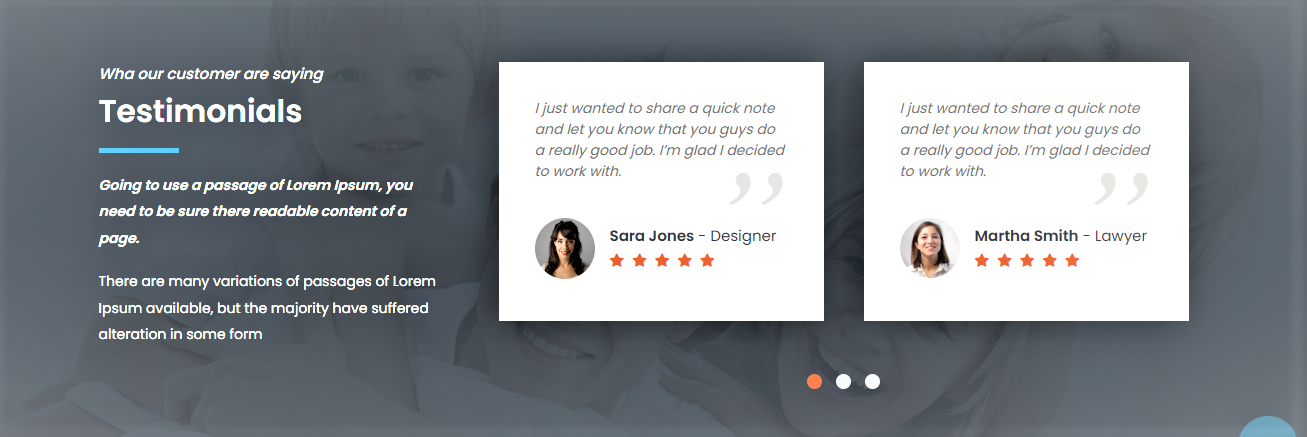 Wha our customer are saying
Testimonials
Going to use a passage of Lorem Ipsum, you
need to be sure there readable content of a
page.
There are many variations of passages of Lorem
Ipsum available, but the majority have suffered
alteration in some form
I just wanted to share a quick note
and let you know that you guys do
a really good job. I’m glad I decided
to work with.
”
Sara Jones - Designer
I just wanted to share a quick note
and let you know that you guys do
a really good job. I’m glad I decided
to work with.
”
Martha Smith - Lawyer